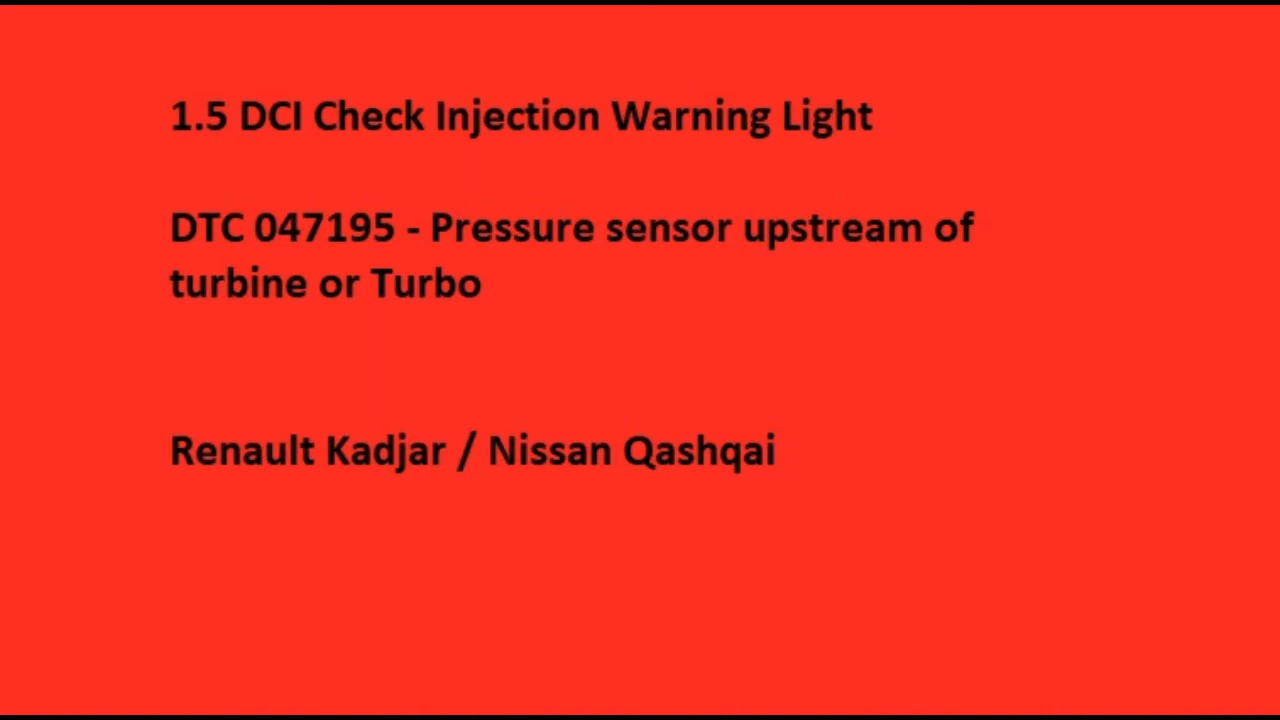 1.5 DCI Check Injection Warning Light
DTC 047195 - Pressure sensor upstream of
turbine or Turbo
Renault Kadjar / Nissan Qashqai